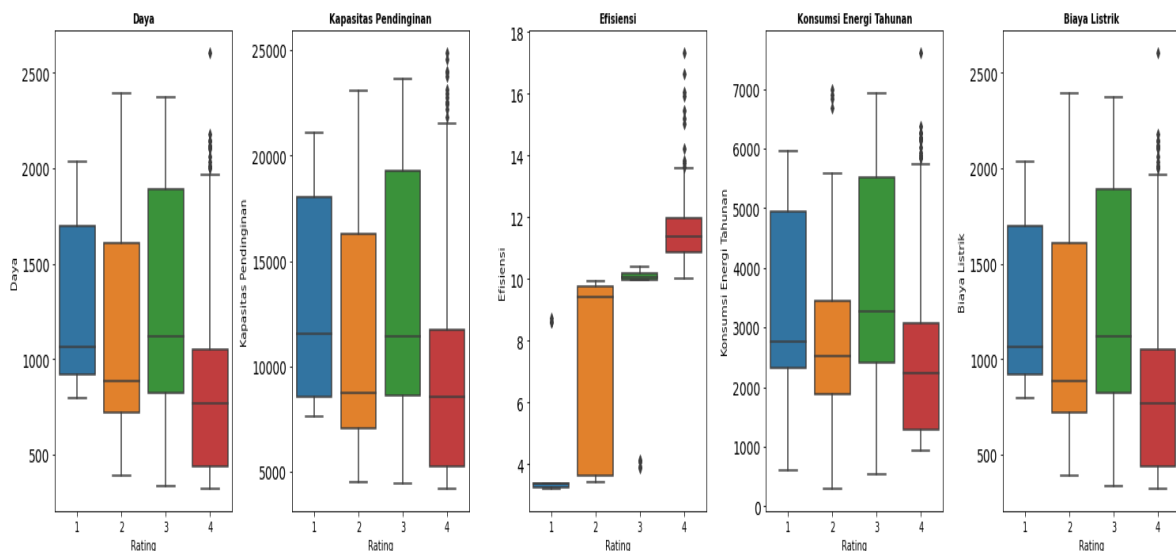 Daya
2500
2000
1500
1000
500
Daya
1 2 3 4
Rating
Kapasitas Pendinginan
25000
20000
15000
10000
5000
Kapasitas Pendinginan
1 2 3 4
Rating
Efisiensi
18
16
14
12
10
8
6
4
Efisiensi
1 2 3 4
Rating
Konsumsi Energi Tahunan
7000
6000
5000
4000
3000
2000
1000
0
Konsumsi Energi Tahunan
1 2 3 4
Rating
Biaya Listrik
2500
2000
1500
1000
500
Biaya Listrik
1 2 3 4
Rating